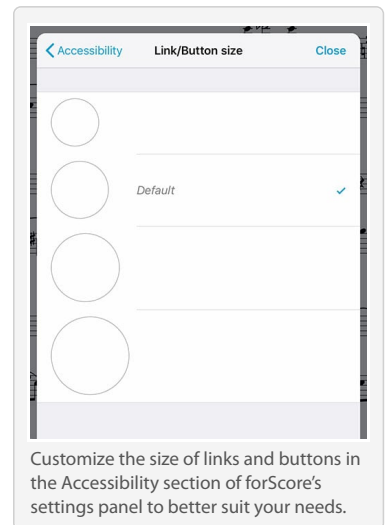 Accessibility Link/Button size Close
Default
Customize the size of links and buttons in
the Accessibility section of forScore’s
settings panel to better suit your needs.